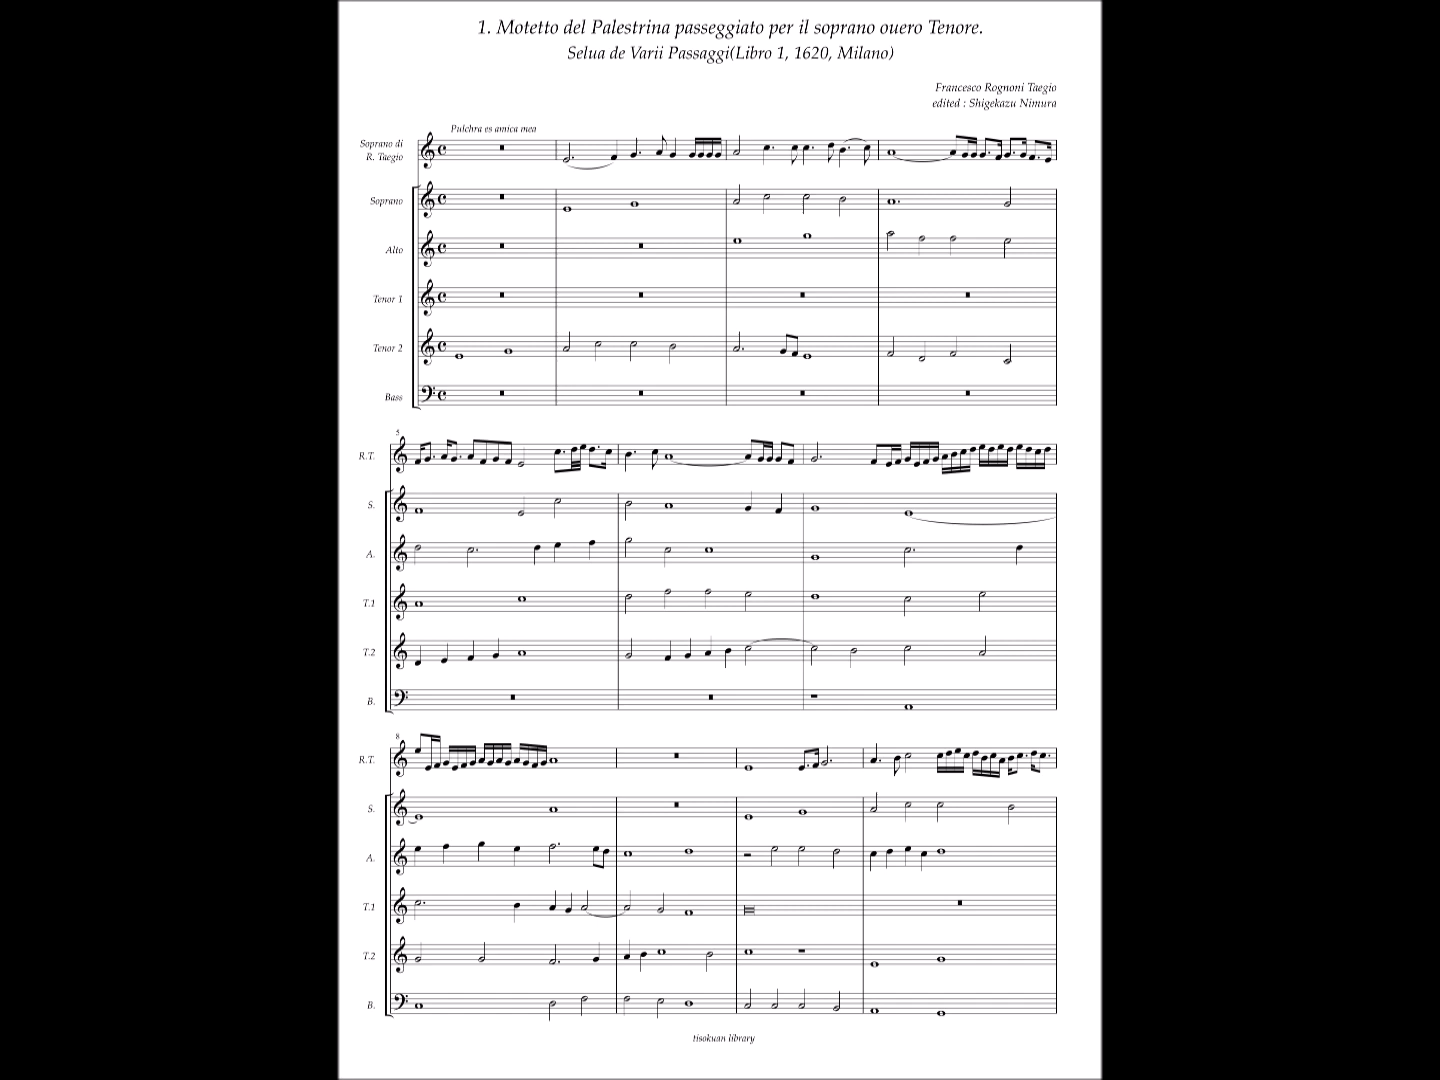 1. Motetto del Palestrina passeggiato per il soprano ouero Tenore.
Selua de Varii Passaggi(Libro 1, 1620, Milano)
Francesco Rognoni Taegio
edited : Shigekazu Nimura
Pulchra es amica mea
Soprano di
R. Taegio
Soprano
Alto
Tenor 1
Tenor 2
Bass
5
R.T.
S.
A.
T.1
T.2
B.
8
R.T.
S.
A.
T.1
T.2
B.
tisokuan library